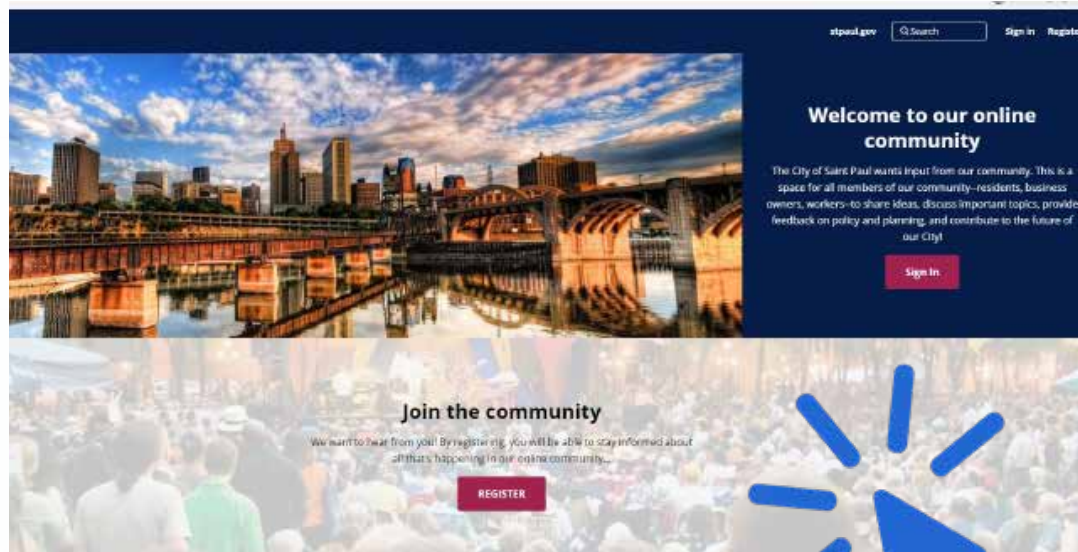 stpaul.gov Search Sign in Registe
Welcome to our online
community
The City of Saint Paul wants input from our community. This is a
space for all members of our community--residents, business
owners, workers--to share ideas, discuss important topics, provide
feedback on policy and planning, and contribute to the future of
our City!
Sign In
Join the community
We want to hear from you! By registering, you will be able to stay informed about
all that's happening in our online community...
REGISTER